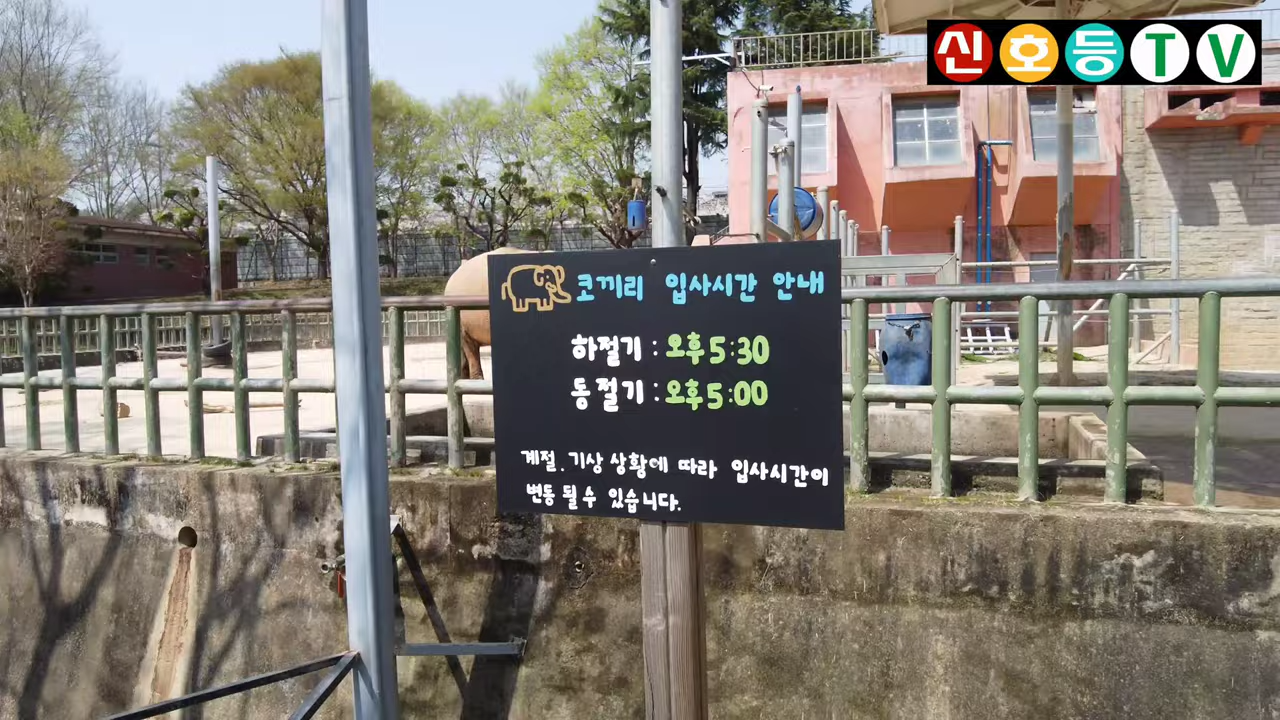 신호등TV
코끼리 입사시간 안내
하절기 : 오후 5:30
동절기 : 오후 5:00
계절.기상 상황에 따라 입사시간이
변동 될 수 있습니다.